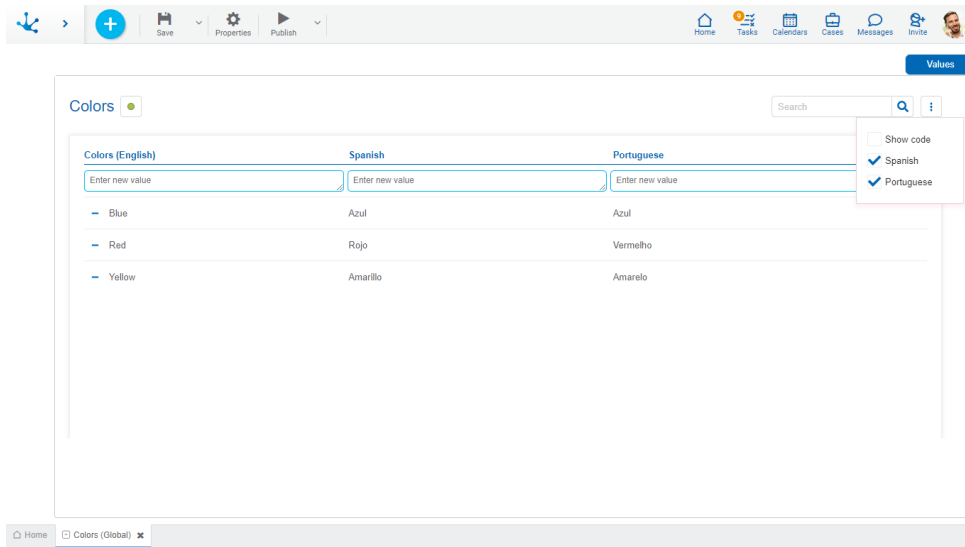 Save
Properties
Publish
Home
9
Tasks
Calendars
Cases
Messages
Invite
Values
Colors
Search
Show code
Spanish
Portuguese
Colors (English) Spanish Portuguese
Enter new value Enter new value Enter new value
Blue Azul Azul
Red Rojo Vermelho
Yellow Amarillo Amarelo
Home Colors (Global)